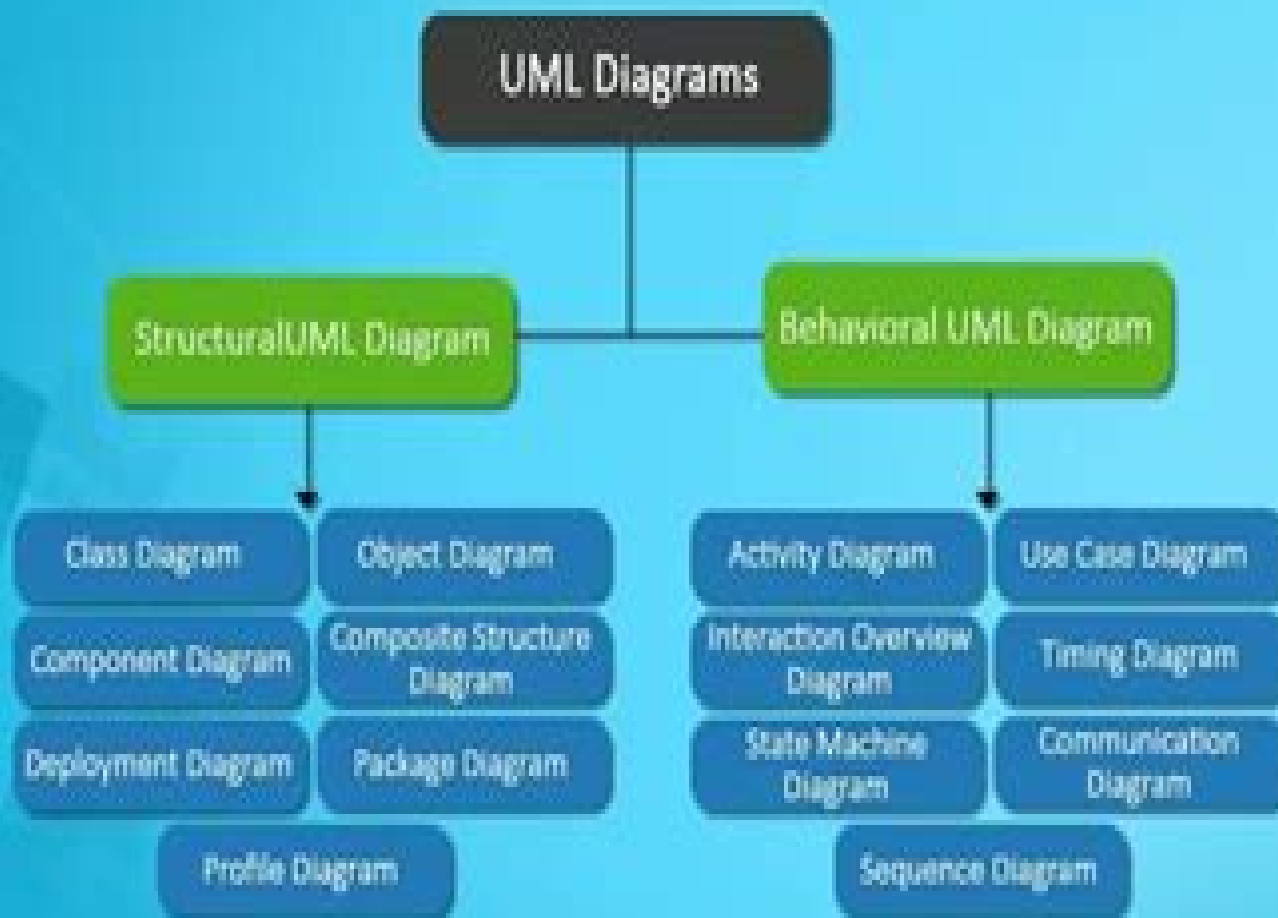 UML Diagrams
StructuralUML Diagram
Behavioral UML Diagram
Class Diagram
Object Diagram
Component Diagram
Composite Structure
Diagram
Deployment Diagram
Package Diagram
Profile Diagram
Activity Diagram
Use Case Diagram
Interaction Overview
Diagram
Timing Diagram
State Machine
Diagram
Communication
Diagram
Sequence Diagram